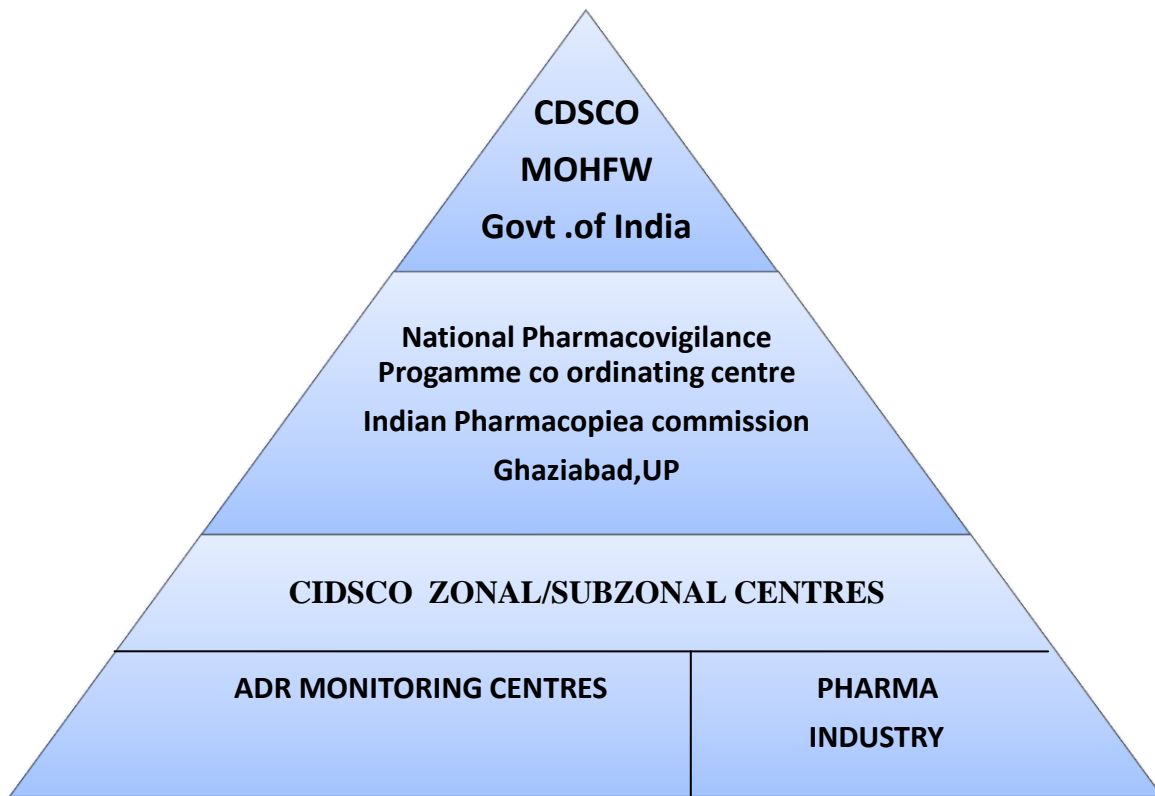 CDSCO
MOHFW
Govt .of India
National Pharmacovigilance
Progamme co ordinating centre
Indian Pharmacopiea commission
Ghaziabad,UP
CIDSCO ZONAL/SUBZONAL CENTRES
ADR MONITORING CENTRES
PHARMA
INDUSTRY